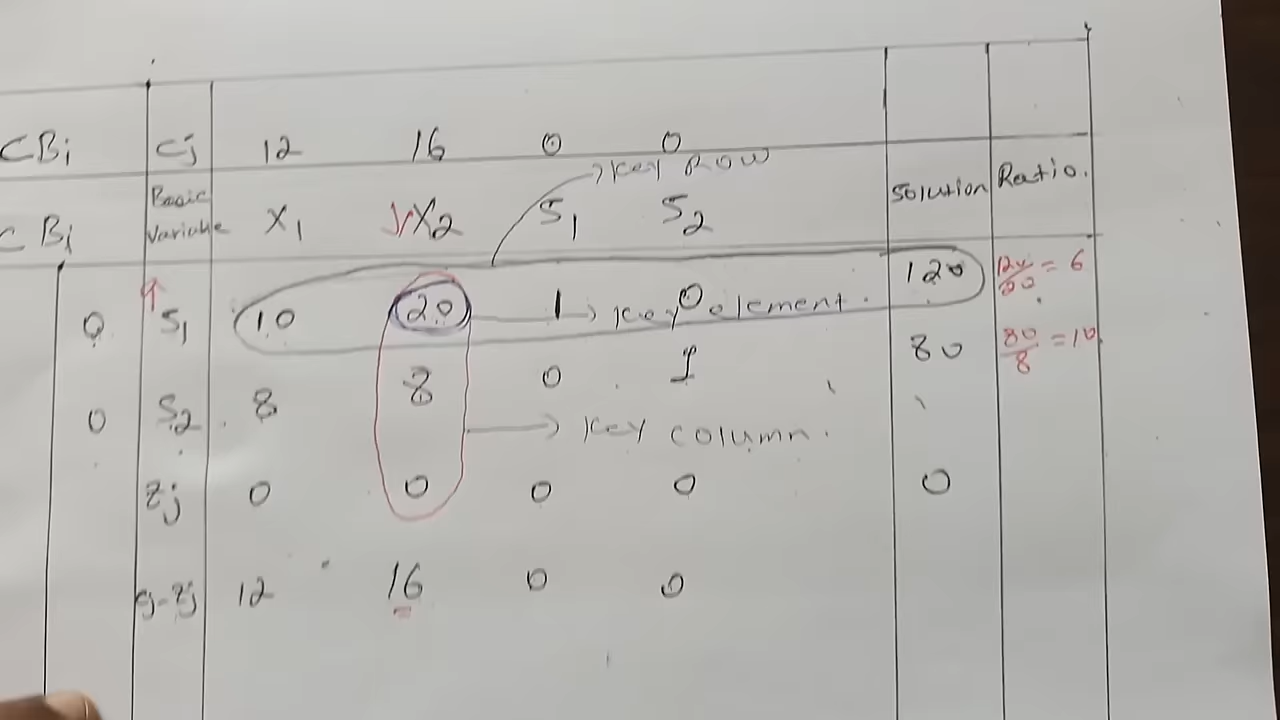 CBi Cj 12 16 0 0
→ Key Row
CBi Basic Variable X1 X2 S1 S2 Solution Ratio.
0 S1 10 20 1 0 120 120/20 = 6
→ Key element.
0 S2 8 8 0 1 80 80/8 = 10
→ Key column.
Zj 0 0 0 0 0
Cj-Zj 12 16 0 0